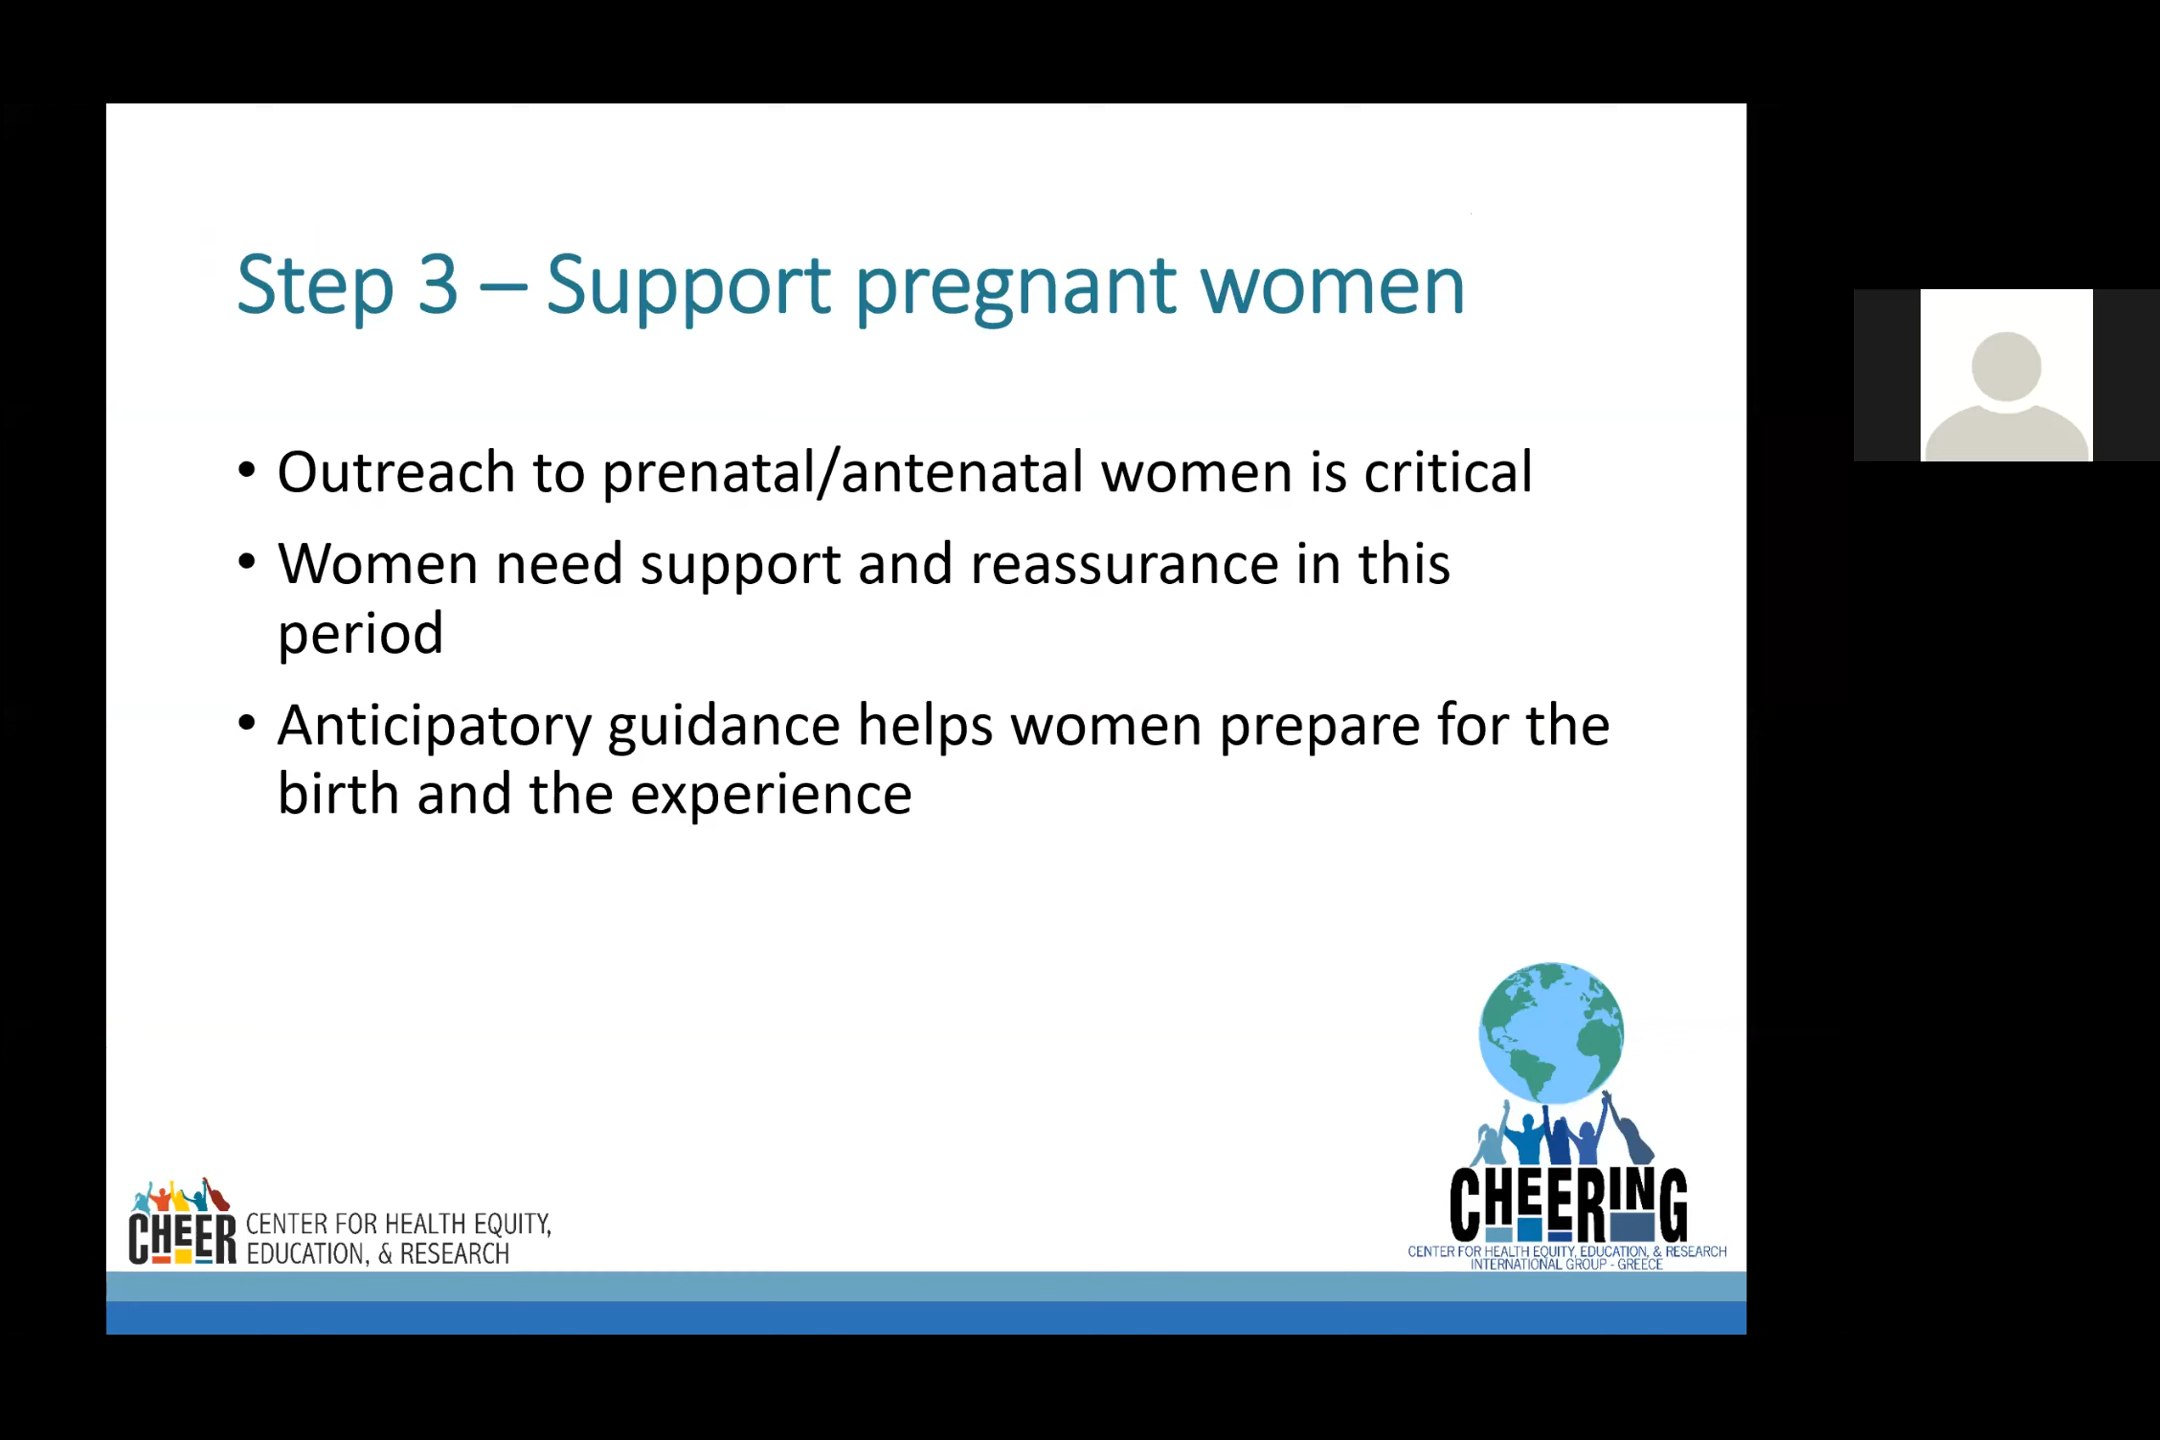 Step 3 – Support pregnant women
• Outreach to prenatal/antenatal women is critical
• Women need support and reassurance in this
period
• Anticipatory guidance helps women prepare for the
birth and the experience
CHEER CENTER FOR HEALTH EQUITY,
EDUCATION, & RESEARCH
CHEERING
CENTER FOR HEALTH EQUITY, EDUCATION, & RESEARCH
INTERNATIONAL GROUP - GREECE